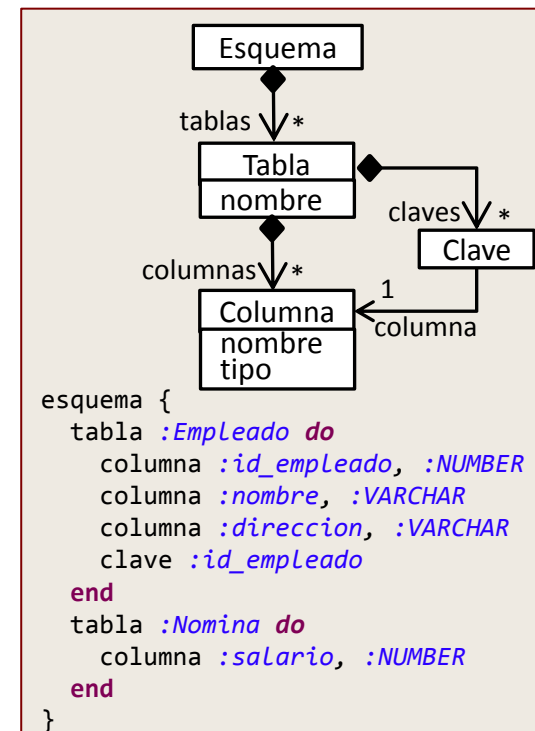 Esquema
tablas *
Tabla
nombre
claves *
Clave
columnas *
1
Columna
columna
nombre
tipo
esquema {
  tabla :Empleado do
    columna :id_empleado, :NUMBER
    columna :nombre, :VARCHAR
    columna :direccion, :VARCHAR
    clave :id_empleado
  end
  tabla :Nomina do
    columna :salario, :NUMBER
  end
}